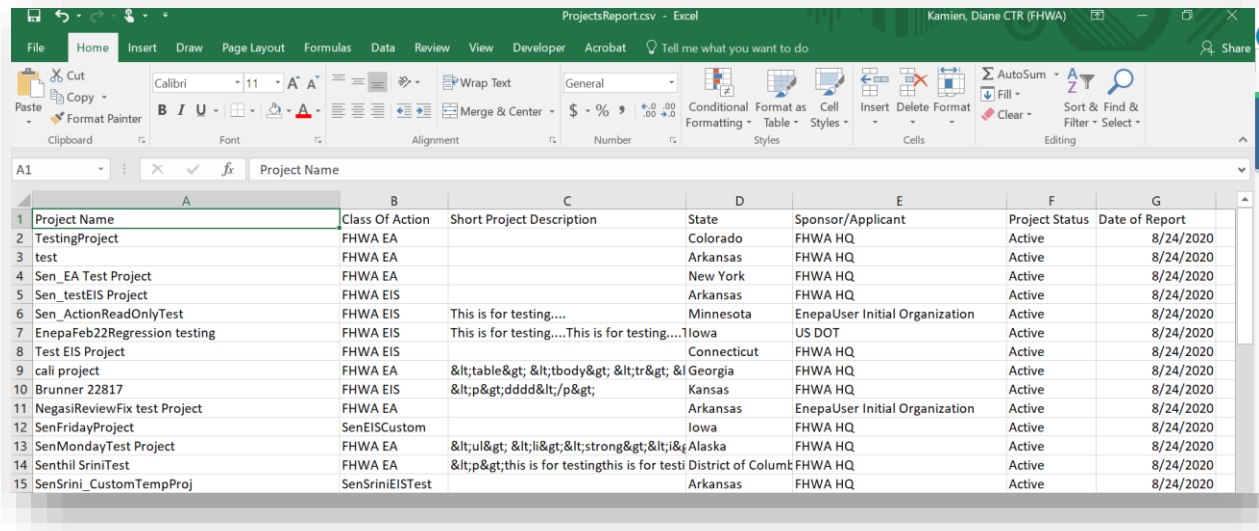 ProjectsReport.csv - Excel Kamien, Diane CTR (FHWA)
File Home Insert Draw Page Layout Formulas Data Review View Developer Acrobat Tell me what you want to do Share
Cut
Copy
Format Painter
Paste
Clipboard
Calibri 11 A A
B I U A
Font
Wrap Text
Merge & Center
Alignment
General
$ % , .0 .00 .00 .0
Number
Conditional Formatting Format as Table Cell Styles
Styles
Insert Delete Format
Cells
AutoSum
Fill
Clear
Sort & Filter Find & Select
Editing
A1 fx Project Name
A B C D E F G
1 Project Name Class Of Action Short Project Description State Sponsor/Applicant Project Status Date of Report
2 TestingProject FHWA EA Colorado FHWA HQ Active 8/24/2020
3 test FHWA EA Arkansas FHWA HQ Active 8/24/2020
4 Sen_EA Test Project FHWA EA New York FHWA HQ Active 8/24/2020
5 Sen_testEIS Project FHWA EIS Arkansas FHWA HQ Active 8/24/2020
6 Sen_ActionReadOnlyTest FHWA EIS This is for testing.... Minnesota EnepaUser Initial Organization Active 8/24/2020
7 EnepaFeb22Regression testing FHWA EIS This is for testing....This is for testing.... Iowa US DOT Active 8/24/2020
8 Test EIS Project FHWA EIS Connecticut FHWA HQ Active 8/24/2020
9 cali project FHWA EA &lt;table&gt; &lt;tbody&gt; &lt;tr&gt; &l Georgia FHWA HQ Active 8/24/2020
10 Brunner 22817 FHWA EIS &lt;p&gt;dddd&lt;/p&gt; Kansas FHWA HQ Active 8/24/2020
11 NegasiReviewFix test Project FHWA EA Arkansas EnepaUser Initial Organization Active 8/24/2020
12 SenFridayProject SenEISCustom Iowa FHWA HQ Active 8/24/2020
13 SenMondayTest Project FHWA EA &lt;ul&gt; &lt;li&gt;&lt;strong&gt;&lt;i&g Alaska FHWA HQ Active 8/24/2020
14 Senthil SriniTest FHWA EA &lt;p&gt;this is for testingthis is for testi District of Columb FHWA HQ Active 8/24/2020
15 SenSrini_CustomTempProj SenSriniEISTest Arkansas FHWA HQ Active 8/24/2020